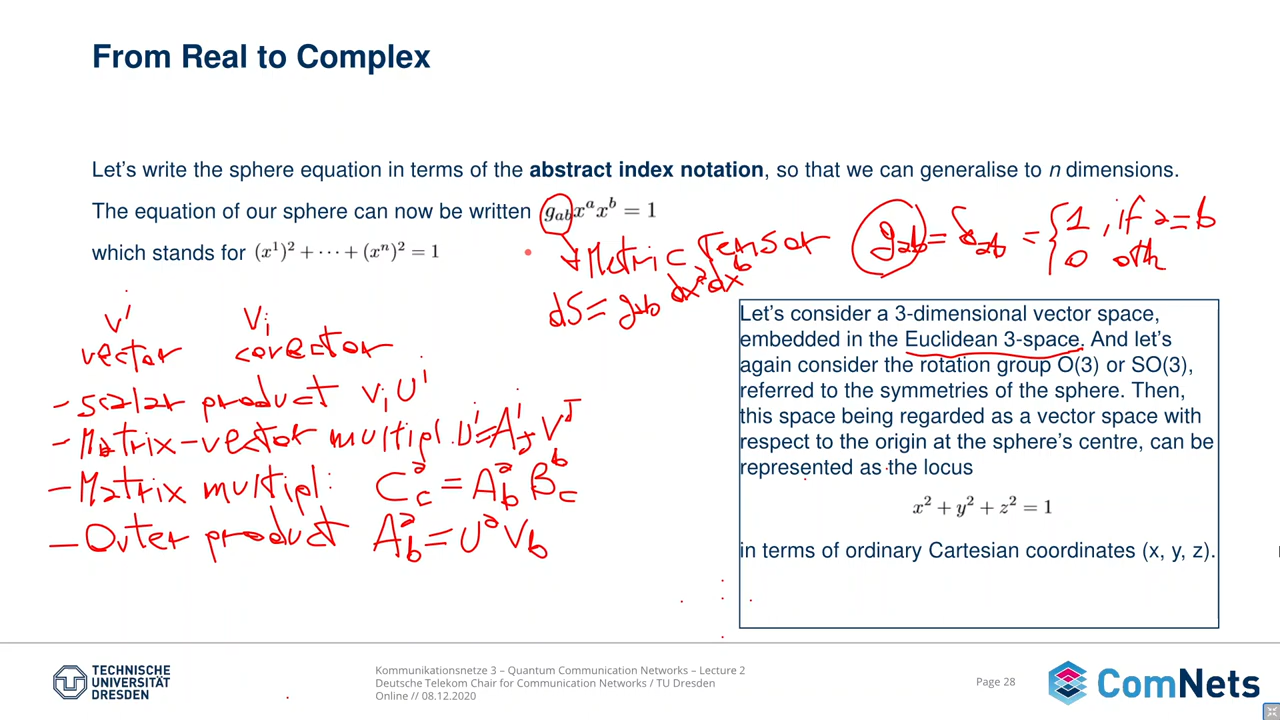 From Real to Complex
Let's write the sphere equation in terms of the abstract index notation, so that we can generalise to n dimensions.
The equation of our sphere can now be written g_{ab}x^a x^b = 1
which stands for (x^1)^2 + ··· + (x^n)^2 = 1
Metric Tensor
g_{ab} = δ_{ab} = { 1, if a = b
0 oth
dS = g_{ab} dx^a dx^b
v^i V_i
vector covector
- scalar product V_i U^i
- Matrix-vector multipl. U^i = A^i_j V^j
- Matrix multipl: C^a_c = A^a_b B^b_c
- Outer product A^a_b = U^a V_b
Let's consider a 3-dimensional vector space,
embedded in the Euclidean 3-space. And let's
again consider the rotation group O(3) or SO(3),
referred to the symmetries of the sphere. Then,
this space being regarded as a vector space with
respect to the origin at the sphere's centre, can be
represented as the locus
x^2 + y^2 + z^2 = 1
in terms of ordinary Cartesian coordinates (x, y, z).
TECHNISCHE
UNIVERSITÄT
DRESDEN
Kommunikationsnetze 3 – Quantum Communication Networks – Lecture 2
Deutsche Telekom Chair for Communication Networks / TU Dresden
Online // 08.12.2020
Page 28
ComNets